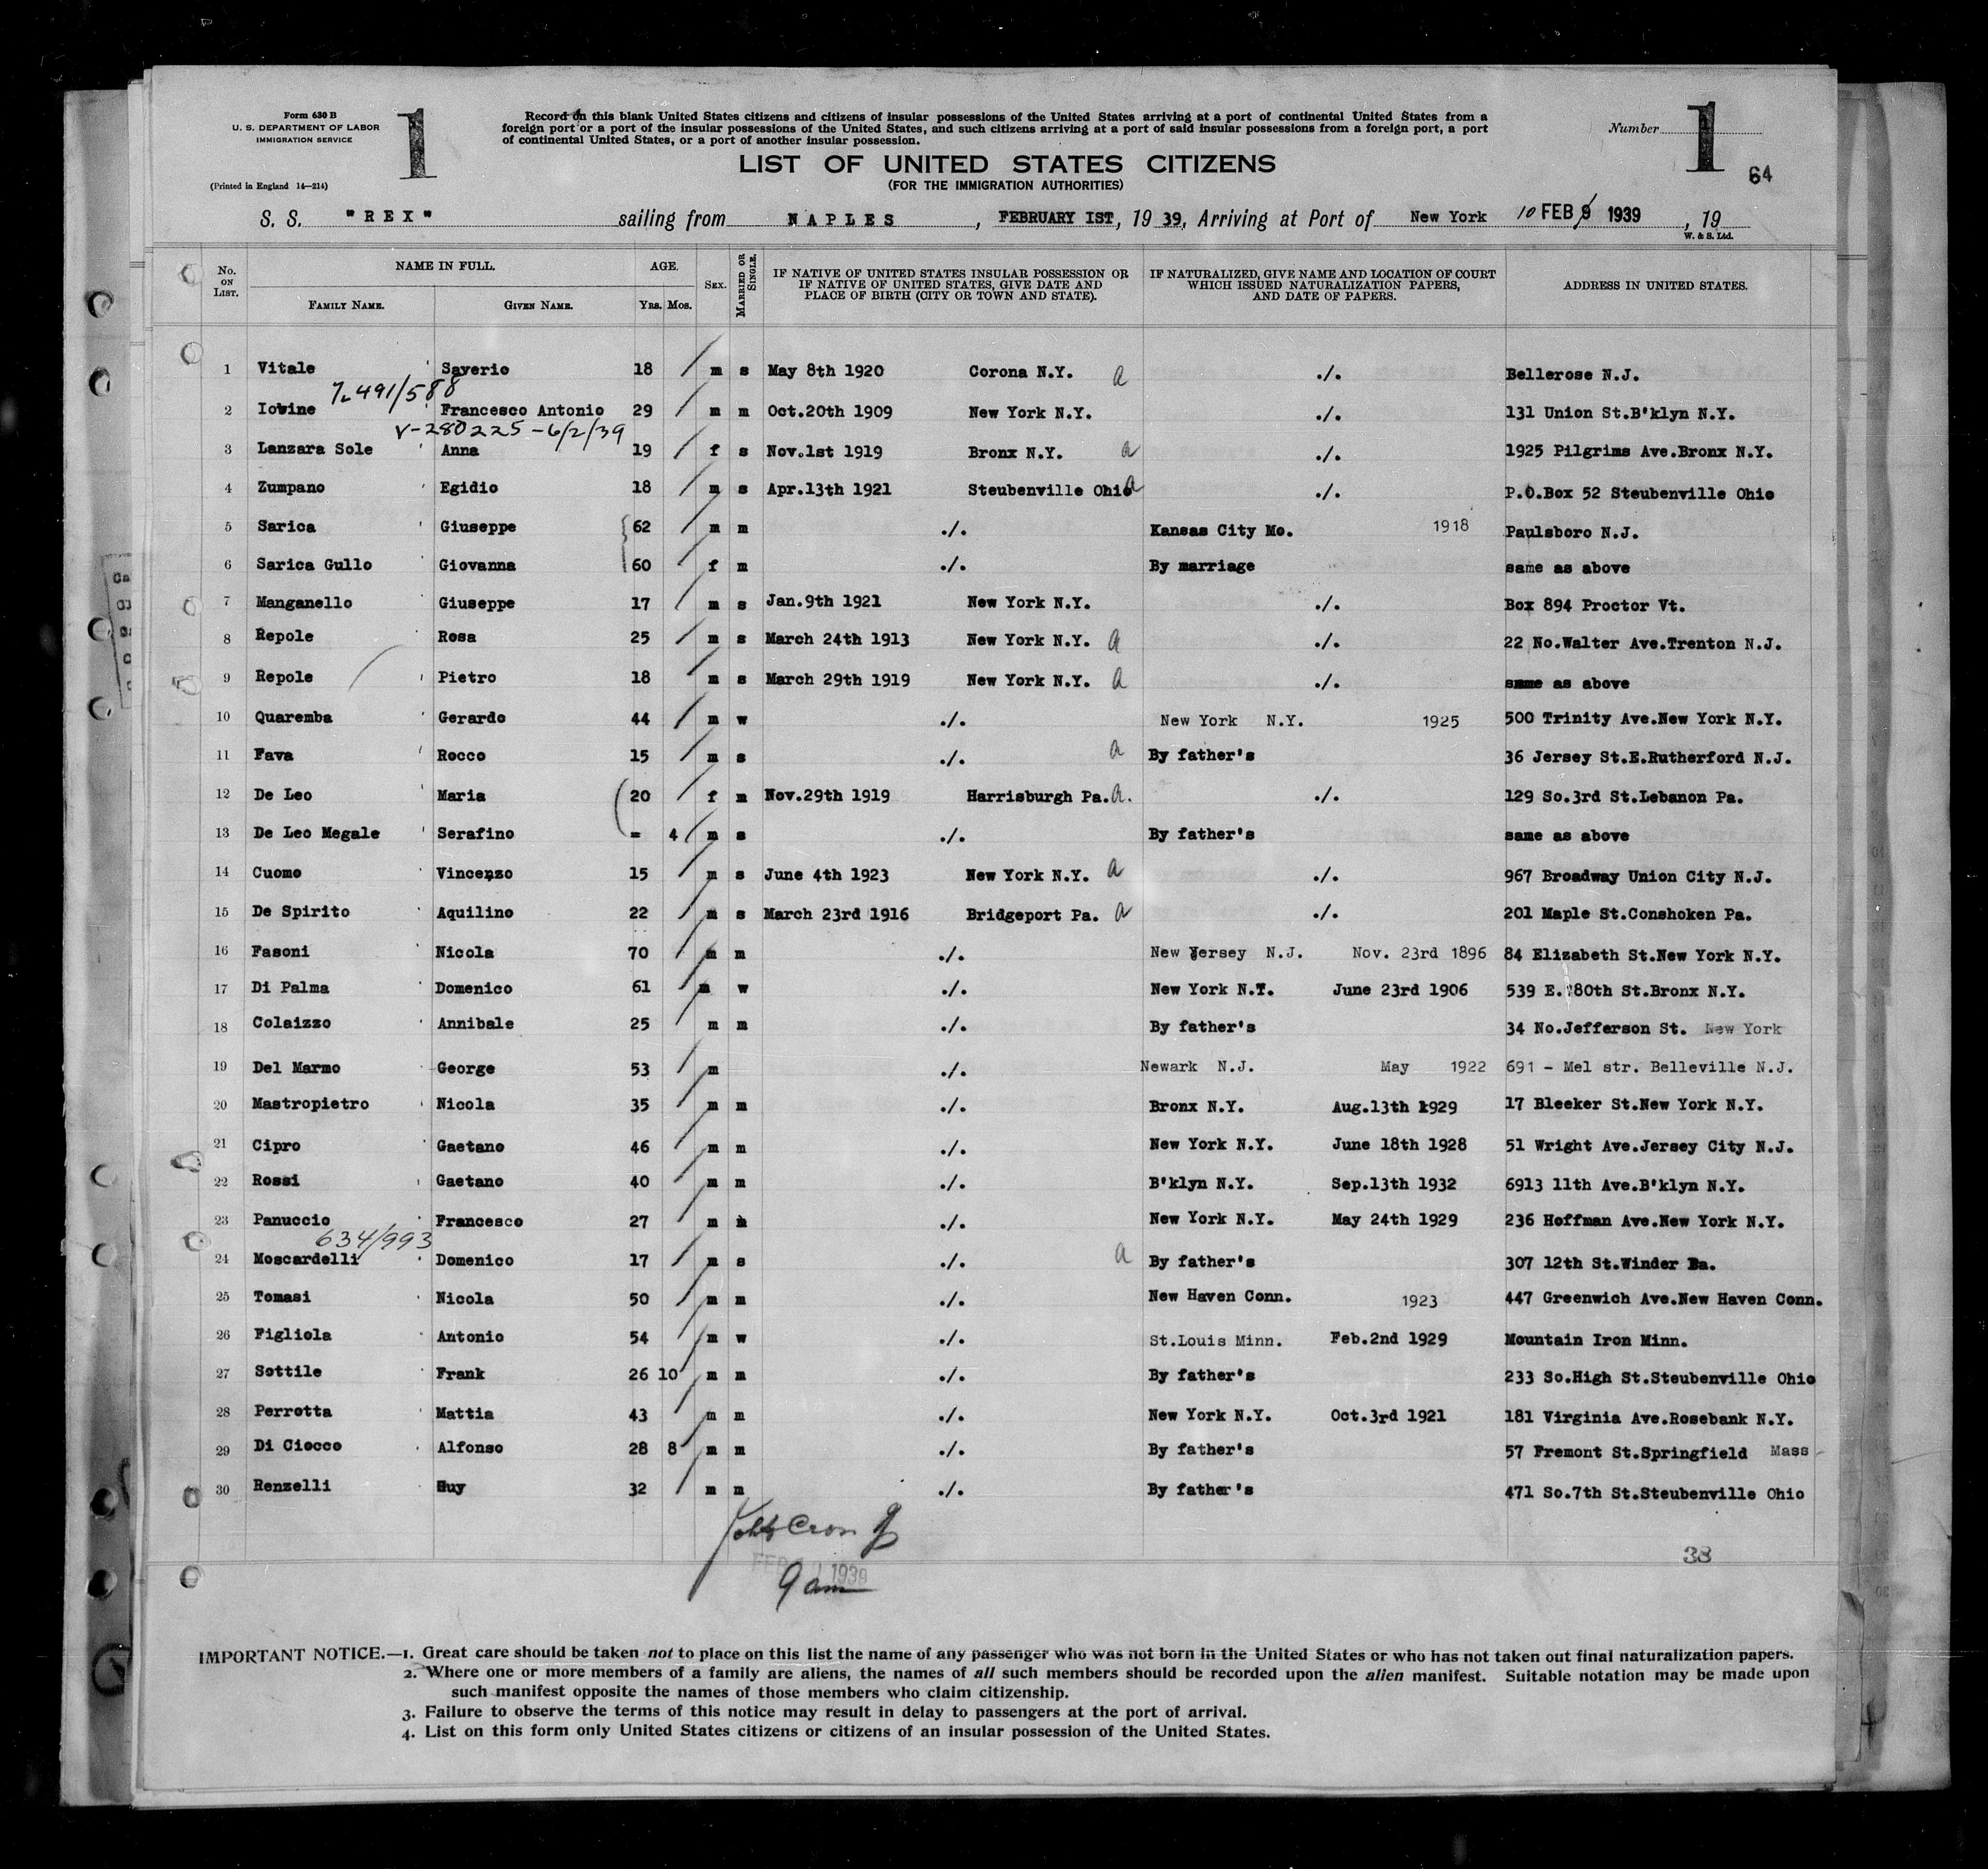 Form 630 B
U. S. DEPARTMENT OF LABOR
IMMIGRATION SERVICE
(Printed in England 14—214)
1
Record on this blank United States citizens and citizens of insular possessions of the United States arriving at a port of continental United States from a
foreign port or a port of the insular possessions of the United States, and such citizens arriving at a port of said insular possessions from a foreign port, a port
of continental United States, or a port of another insular possession.
Number 1
64
LIST OF UNITED STATES CITIZENS
(FOR THE IMMIGRATION AUTHORITIES)
S. S. "REX" sailing from NAPLES, FEBRUARY IST, 19 39, Arriving at Port of New York 10 FEB 9 1939, 19
W. & S. Ltd.
No. ON LIST. NAME IN FULL. FAMILY NAME. GIVEN NAME. AGE. YRS. MOS. SEX. MARRIED OR SINGLE. IF NATIVE OF UNITED STATES INSULAR POSSESSION OR IF NATIVE OF UNITED STATES, GIVE DATE AND PLACE OF BIRTH (CITY OR TOWN AND STATE). IF NATURALIZED, GIVE NAME AND LOCATION OF COURT WHICH ISSUED NATURALIZATION PAPERS, AND DATE OF PAPERS. ADDRESS IN UNITED STATES.
1 Vitale Saverio 18 m s May 8th 1920 Corona N.Y. a ./. Bellerose N.J.
491/588
2 Iovine Francesco Antonio 29 m m Oct.20th 1909 New York N.Y. ./. 131 Union St.B'klyn N.Y.
V-280225-6/2/39
3 Lanzara Sole Anna 19 f s Nov.1st 1919 Bronx N.Y. a ./. 1925 Pilgrims Ave.Bronx N.Y.
4 Zumpano Egidio 18 m s Apr.13th 1921 Steubenville Ohio a ./. P.O.Box 52 Steubenville Ohio
5 Sarica Giuseppe 62 m m ./. Kansas City Mo. 1918 Paulsboro N.J.
6 Sarica Gullo Giovanna 60 f m ./. By marriage same as above
7 Manganello Giuseppe 17 m s Jan.9th 1921 New York N.Y. ./. Box 894 Proctor Vt.
8 Repole Rosa 25 m s March 24th 1913 New York N.Y. a ./. 22 No.Walter Ave.Trenton N.J.
9 Repole Pietro 18 m s March 29th 1919 New York N.Y. a ./. same as above
10 Quaremba Gerardo 44 m w ./. New York N.Y. 1925 500 Trinity Ave.New York N.Y.
11 Fava Rocco 15 m s ./. a By father's 36 Jersey St.E.Rutherford N.J.
12 De Leo Maria 20 f m Nov.29th 1919 Harrisburgh Pa. a. ./. 129 So.3rd St.Lebanon Pa.
13 De Leo Megale Serafino = 4 m s ./. By father's same as above
14 Cuomo Vincenzo 15 m s June 4th 1923 New York N.Y. a ./. 967 Broadway Union City N.J.
15 De Spirito Aquilino 22 m s March 23rd 1916 Bridgeport Pa. a ./. 201 Maple St.Conshoken Pa.
16 Fasoni Nicola 70 m m ./. New Jersey N.J. Nov. 23rd 1896 84 Elizabeth St.New York N.Y.
17 Di Palma Domenico 61 m w ./. New York N.Y. June 23rd 1906 539 E. 80th St.Bronx N.Y.
18 Colaizzo Annibale 25 m m ./. By father's 34 No.Jefferson St. New York
19 Del Marmo George 53 m ./. Newark N.J. May 1922 691 - Mel str. Belleville N.J.
20 Mastropietro Nicola 35 m m ./. Bronx N.Y. Aug.13th 1929 17 Bleeker St.New York N.Y.
21 Cipro Gaetano 46 m m ./. New York N.Y. June 18th 1928 51 Wright Ave.Jersey City N.J.
22 Rossi Gaetano 40 m m ./. B'klyn N.Y. Sep.13th 1932 6913 11th Ave.B'klyn N.Y.
23 Panuccio Francesco 27 m m ./. New York N.Y. May 24th 1929 236 Hoffman Ave.New York N.Y.
634/993
24 Moscardelli Domenico 17 m s ./. a By father's 307 12th St.Winder Pa.
25 Tomasi Nicola 50 m m ./. New Haven Conn. 1923 447 Greenwich Ave.New Haven Conn.
26 Figliola Antonio 54 m w ./. St.Louis Minn. Feb.2nd 1929 Mountain Iron Minn.
27 Sottile Frank 26 10 m m ./. By father's 233 So.High St.Steubenville Ohio
28 Perrotta Mattia 43 m m ./. New York N.Y. Oct.3rd 1921 181 Virginia Ave.Rosebank N.Y.
29 Di Ciocco Alfonso 28 8 m m ./. By father's 57 Fremont St.Springfield Mass
30 Renzelli Guy 32 m m ./. By father's 471 So.7th St.Steubenville Ohio
38
9 am
IMPORTANT NOTICE.—1. Great care should be taken not to place on this list the name of any passenger who was not born in the United States or who has not taken out final naturalization papers.
2. Where one or more members of a family are aliens, the names of all such members should be recorded upon the alien manifest. Suitable notation may be made upon
such manifest opposite the names of those members who claim citizenship.
3. Failure to observe the terms of this notice may result in delay to passengers at the port of arrival.
4. List on this form only United States citizens or citizens of an insular possession of the United States.